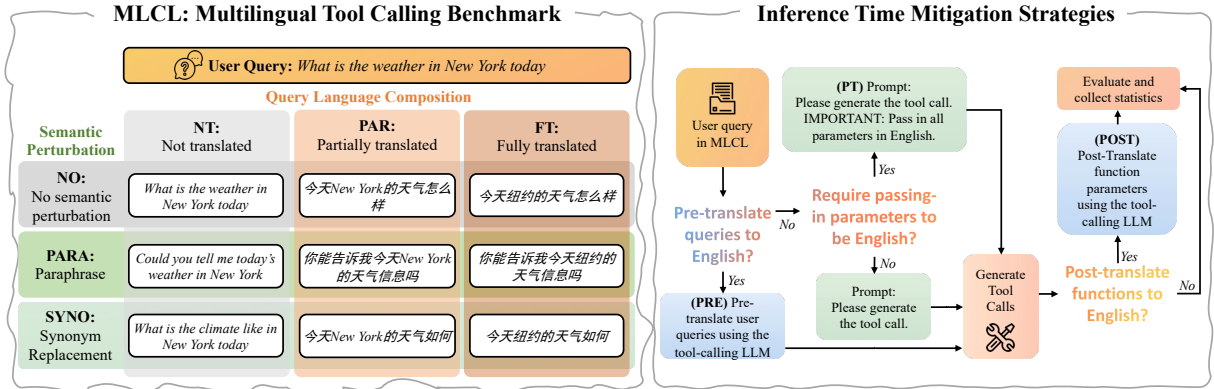 MLCL: Multilingual Tool Calling Benchmark
User Query: What is the weather in New York today
Query Language Composition
Semantic
Perturbation
NT:
Not translated
PAR:
Partially translated
FT:
Fully translated
NO:
No semantic
perturbation
What is the weather in
New York today
今天New York的天气怎么
样
今天纽约的天气怎么样
PARA:
Paraphrase
Could you tell me today's
weather in New York
你能告诉我今天New York
的天气信息吗
你能告诉我今天纽约的
天气信息吗
SYNO:
Synonym
Replacement
What is the climate like in
New York today
今天New York的天气如何
今天纽约的天气如何
Inference Time Mitigation Strategies
User query
in MLCL
Pre-translate
queries to
English?
No
Yes
(PRE) Pre-
translate user
queries using the
tool-calling LLM
(PT) Prompt:
Please generate the tool call.
IMPORTANT: Pass in all
parameters in English.
Yes
Require passing-
in parameters to
be English?
No
Prompt:
Please generate
the tool call.
Generate
Tool
Calls
Evaluate and
collect statistics
(POST)
Post-Translate
function
parameters
using the tool-
calling LLM
Yes
Post-translate
functions to
English?
No